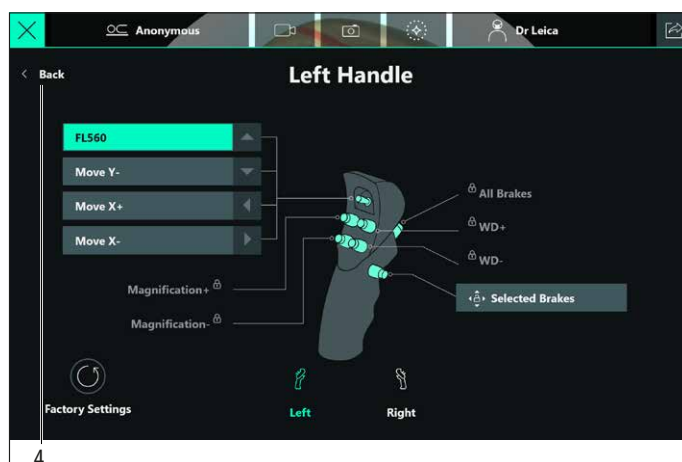 Anonymous
Dr Leica
Back
Left Handle
FL560
Move Y-
Move X+
Move X-
All Brakes
WD+
WD-
Magnification+
Magnification-
Selected Brakes
Factory Settings
Left
Right
4